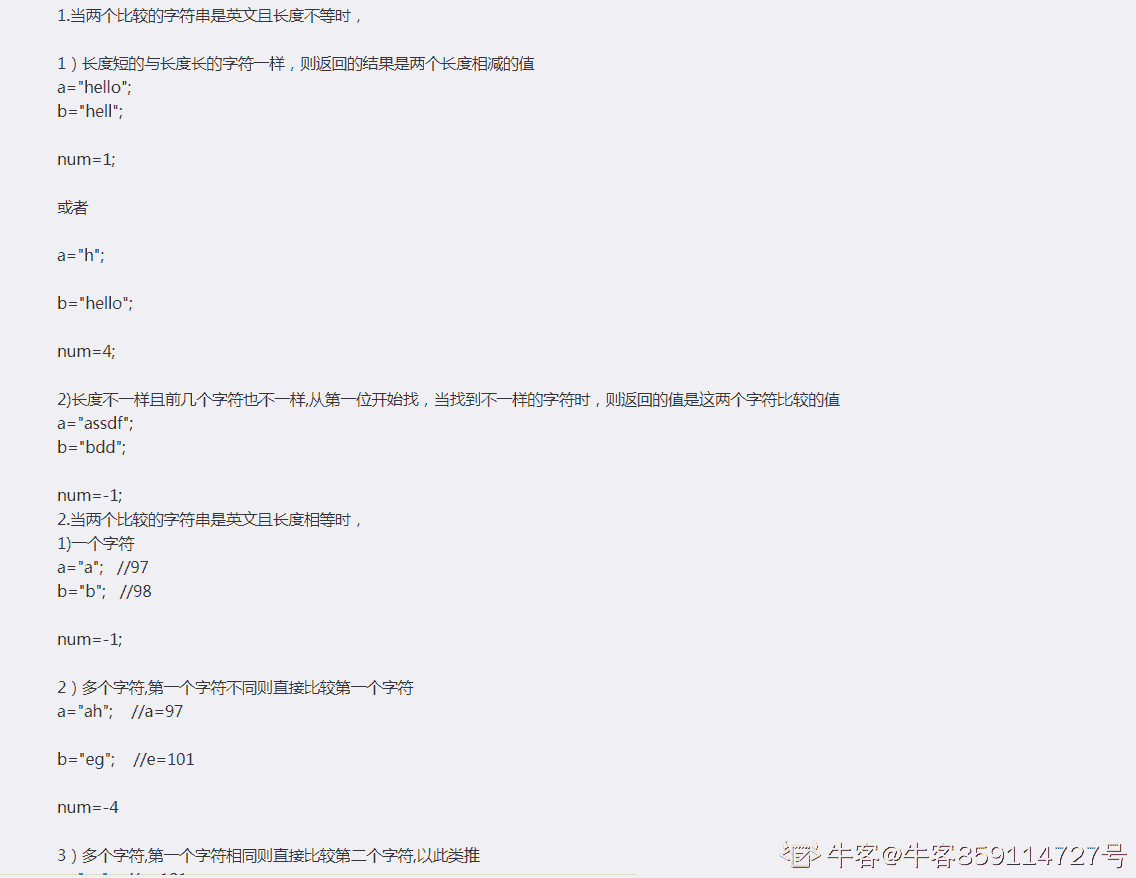 1.当两个比较的字符串是英文且长度不等时，
1）长度短的与长度长的字符一样，则返回的结果是两个长度相减的值
a="hello";
b="hell";
num=1;
或者
a="h";
b="hello";
num=4;
2)长度不一样且前几个字符也不一样,从第一位开始找，当找到不一样的字符时，则返回的值是这两个字符比较的值
a="assdf";
b="bdd";
num=-1;
2.当两个比较的字符串是英文且长度相等时，
1)一个字符
a="a"; //97
b="b"; //98
num=-1;
2）多个字符,第一个字符不同则直接比较第一个字符
a="ah"; //a=97
b="eg"; //e=101
num=-4
3）多个字符,第一个字符相同则直接比较第二个字符,以此类推
牛客@牛客859114727号